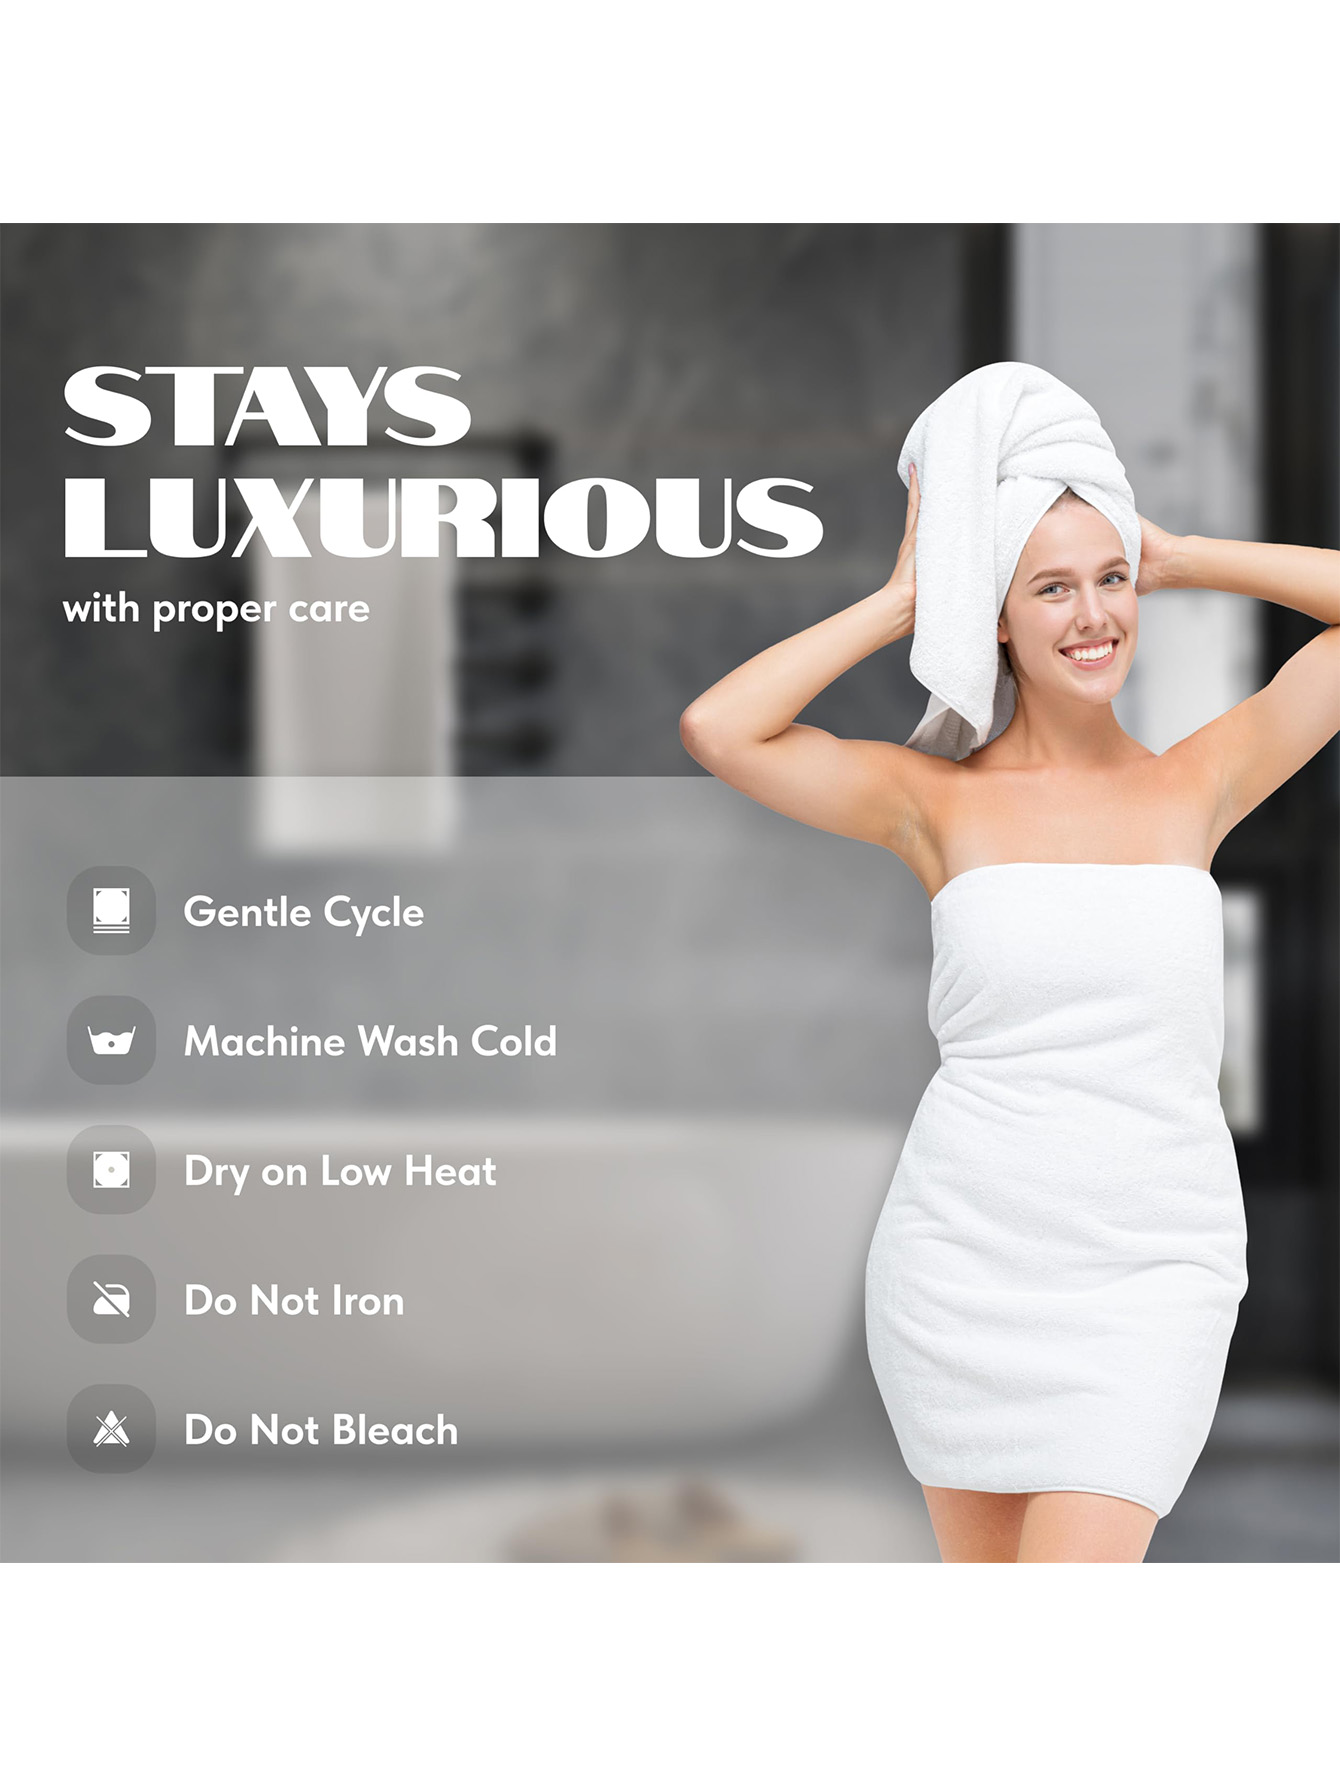 STAYS
LUXURIOUS
with proper care
Gentle Cycle
Machine Wash Cold
Dry on Low Heat
Do Not Iron
Do Not Bleach